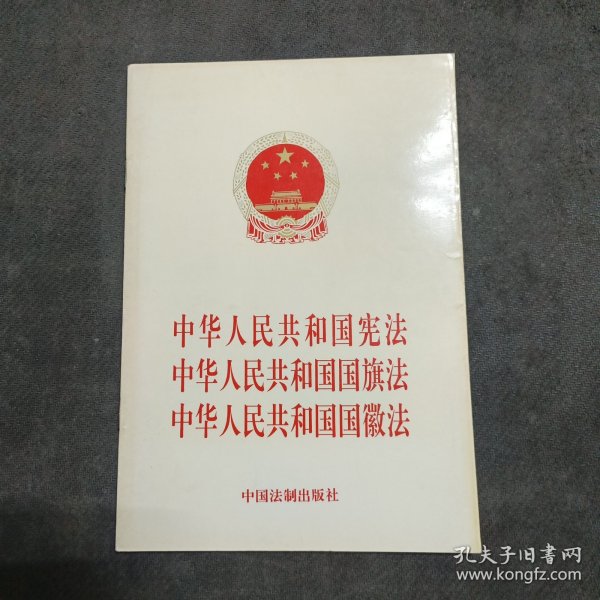 中华人民共和国宪法
中华人民共和国国旗法
中华人民共和国国徽法
中国法制出版社
孔夫子旧書网
www.kongfz.com